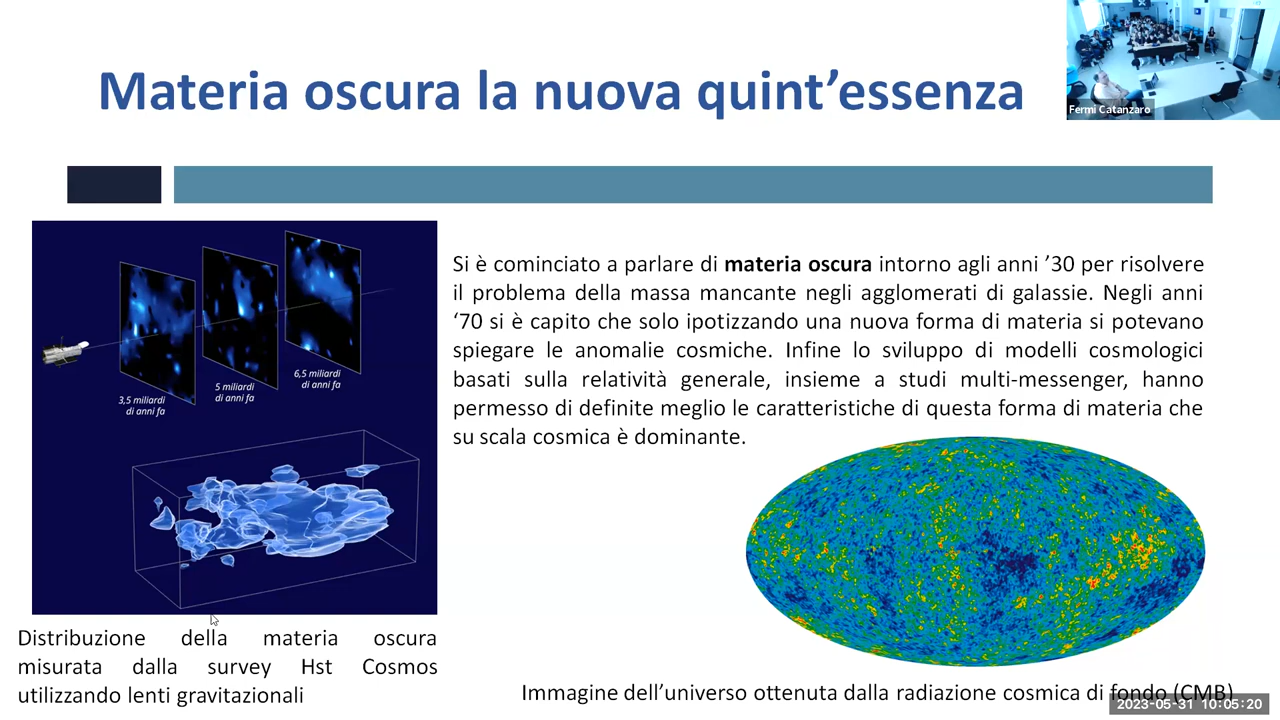 Materia oscura la nuova quint’essenza
Fermi Catanzaro
3,5 miliardi
di anni fa
5 miliardi
di anni fa
6,5 miliardi
di anni fa
Si è cominciato a parlare di materia oscura intorno agli anni ’30 per risolvere
il problema della massa mancante negli agglomerati di galassie. Negli anni
‘70 si è capito che solo ipotizzando una nuova forma di materia si potevano
spiegare le anomalie cosmiche. Infine lo sviluppo di modelli cosmologici
basati sulla relatività generale, insieme a studi multi-messenger, hanno
permesso di definite meglio le caratteristiche di questa forma di materia che
su scala cosmica è dominante.
Distribuzione della materia oscura
misurata dalla survey Hst Cosmos
utilizzando lenti gravitazionali
Immagine dell’universo ottenuta dalla radiazione cosmica di fondo (CMB)
2023-05-31 10:05:20